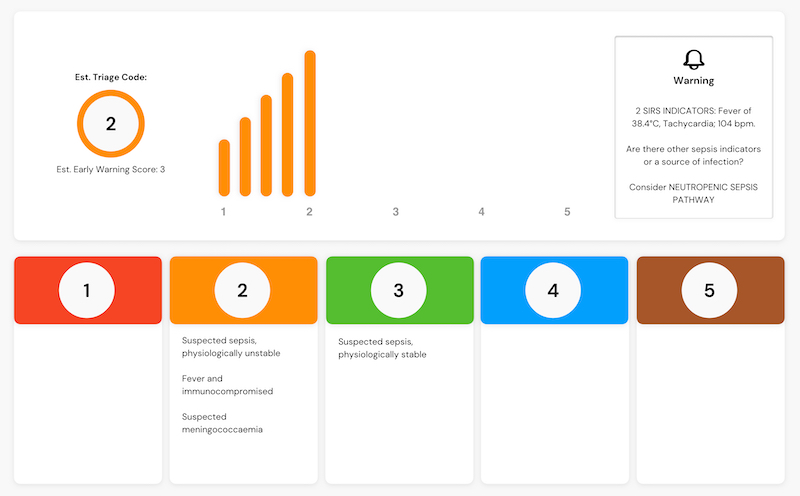 Est. Triage Code:
2
Est. Early Warning Score: 3
1
2
3
4
5
Warning
2 SIRS INDICATORS: Fever of
38.4°C, Tachycardia; 104 bpm.
Are there other sepsis indicators
or a source of infection?
Consider NEUTROPENIC SEPSIS
PATHWAY
1
2
3
4
5
Suspected sepsis,
physiologically unstable
Fever and
immunocompromised
Suspected
meningococcaemia
Suspected sepsis,
physiologically stable